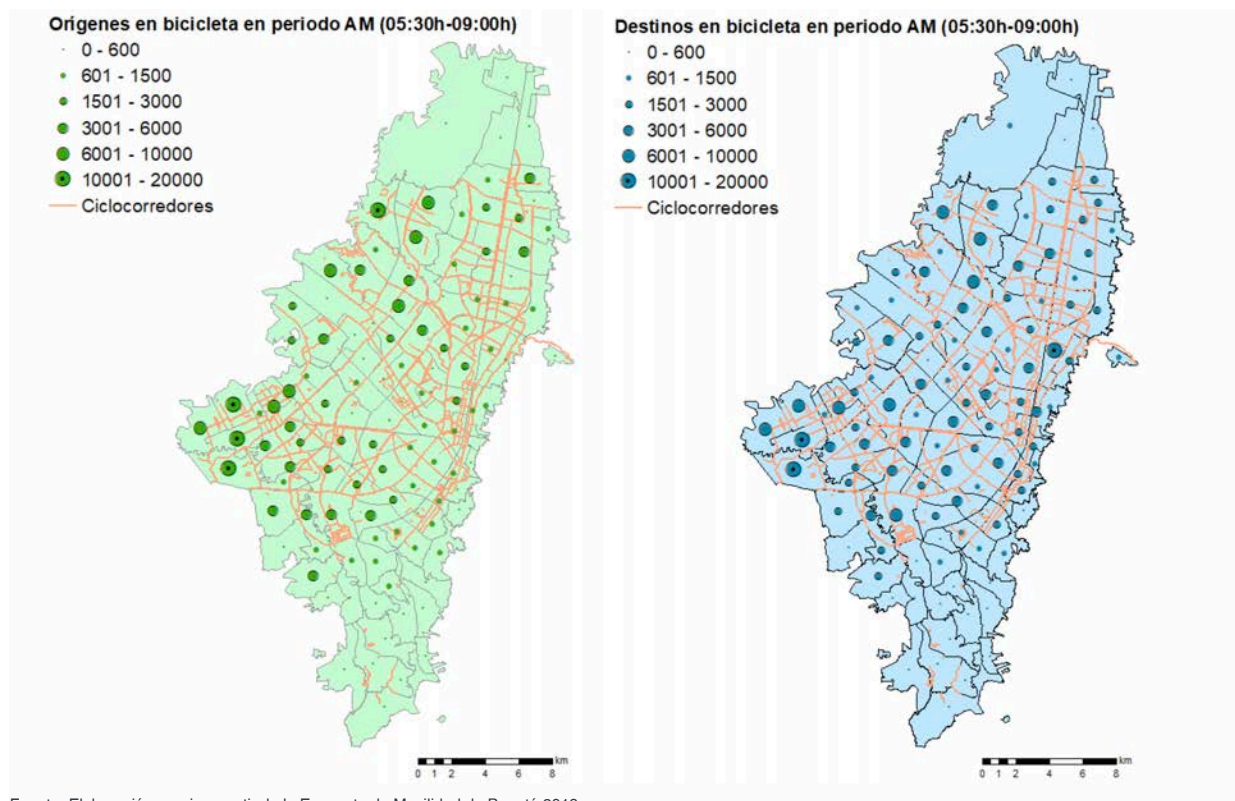 Orígenes en bicicleta en periodo AM (05:30h-09:00h)
0 - 600
601 - 1500
1501 - 3000
3001 - 6000
6001 - 10000
10001 - 20000
Ciclocorredores
km
0 1 2 4 6 8
Destinos en bicicleta en periodo AM (05:30h-09:00h)
0 - 600
601 - 1500
1501 - 3000
3001 - 6000
6001 - 10000
10001 - 20000
Ciclocorredores
km
0 1 2 4 6 8